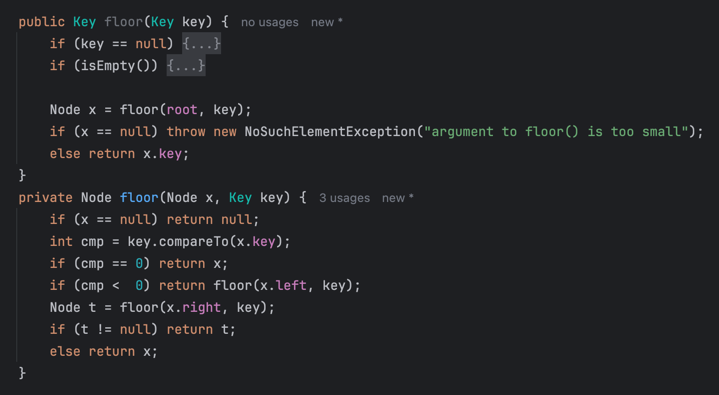 public Key floor(Key key) { no usages new *
if (key == null) {...}
if (isEmpty()) {...}
Node x = floor(root, key);
if (x == null) throw new NoSuchElementException("argument to floor() is too small");
else return x.key;
}
private Node floor(Node x, Key key) { 3 usages new *
if (x == null) return null;
int cmp = key.compareTo(x.key);
if (cmp == 0) return x;
if (cmp <  0) return floor(x.left, key);
Node t = floor(x.right, key);
if (t != null) return t;
else return x;
}